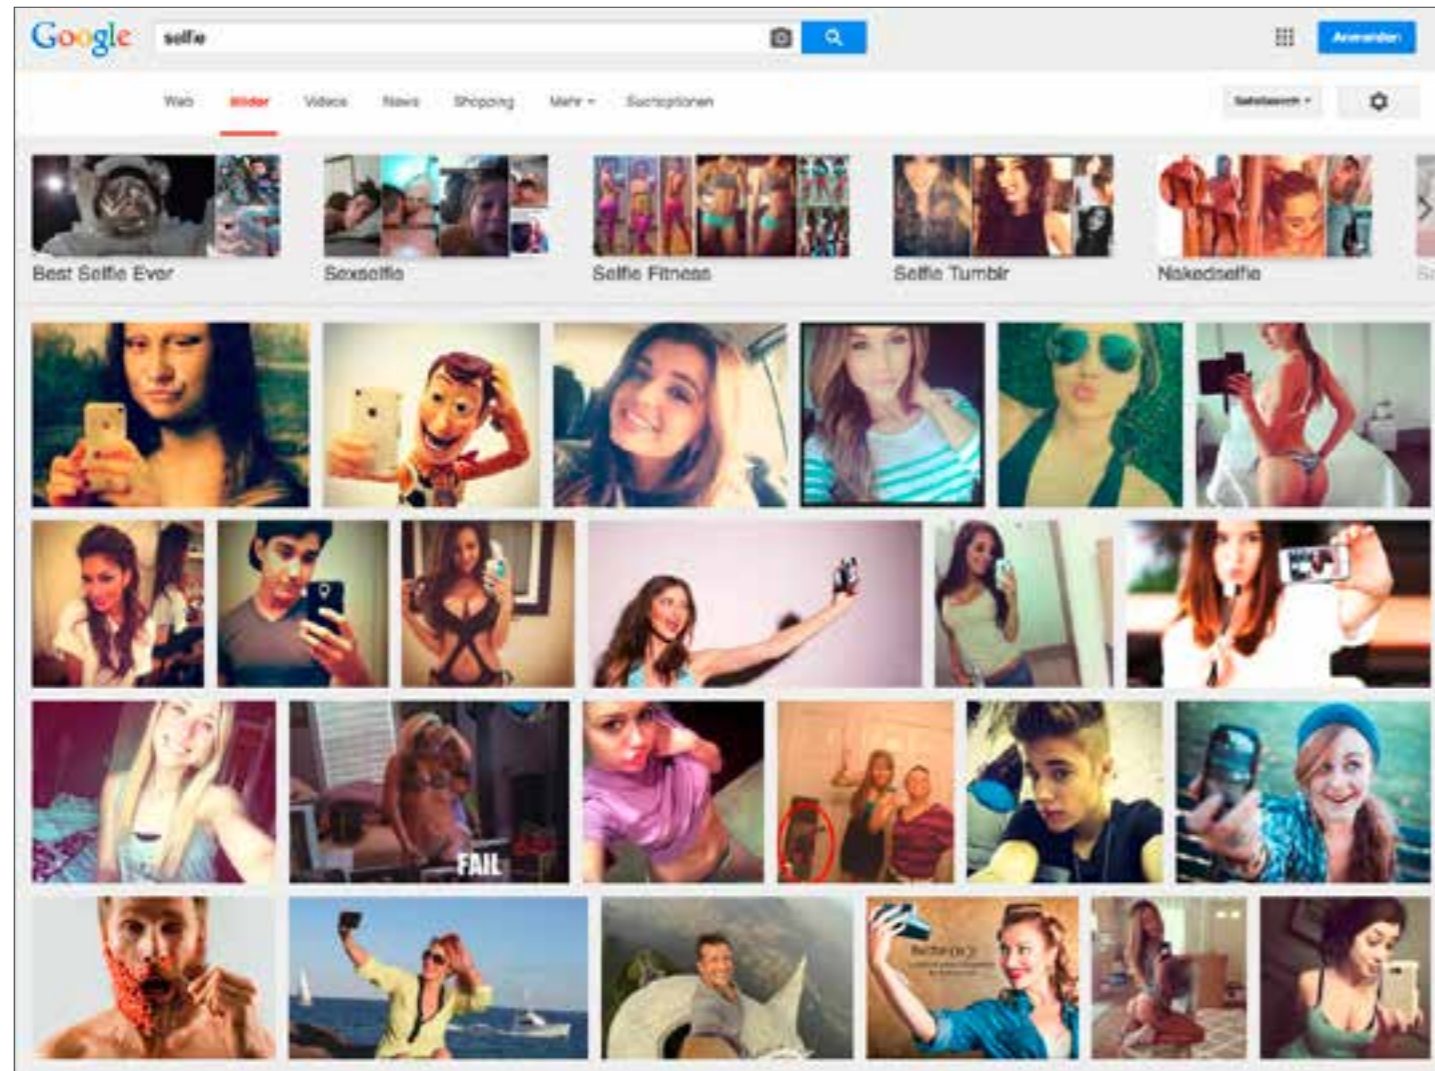 Google selfie
Anmelden
Web Bilder Videos News Shopping Mehr Suchoptionen
SafeSearch
Best Selfie Ever Sexselfie Selfie Fitness Selfie Tumblr Nakedselfie
FAIL